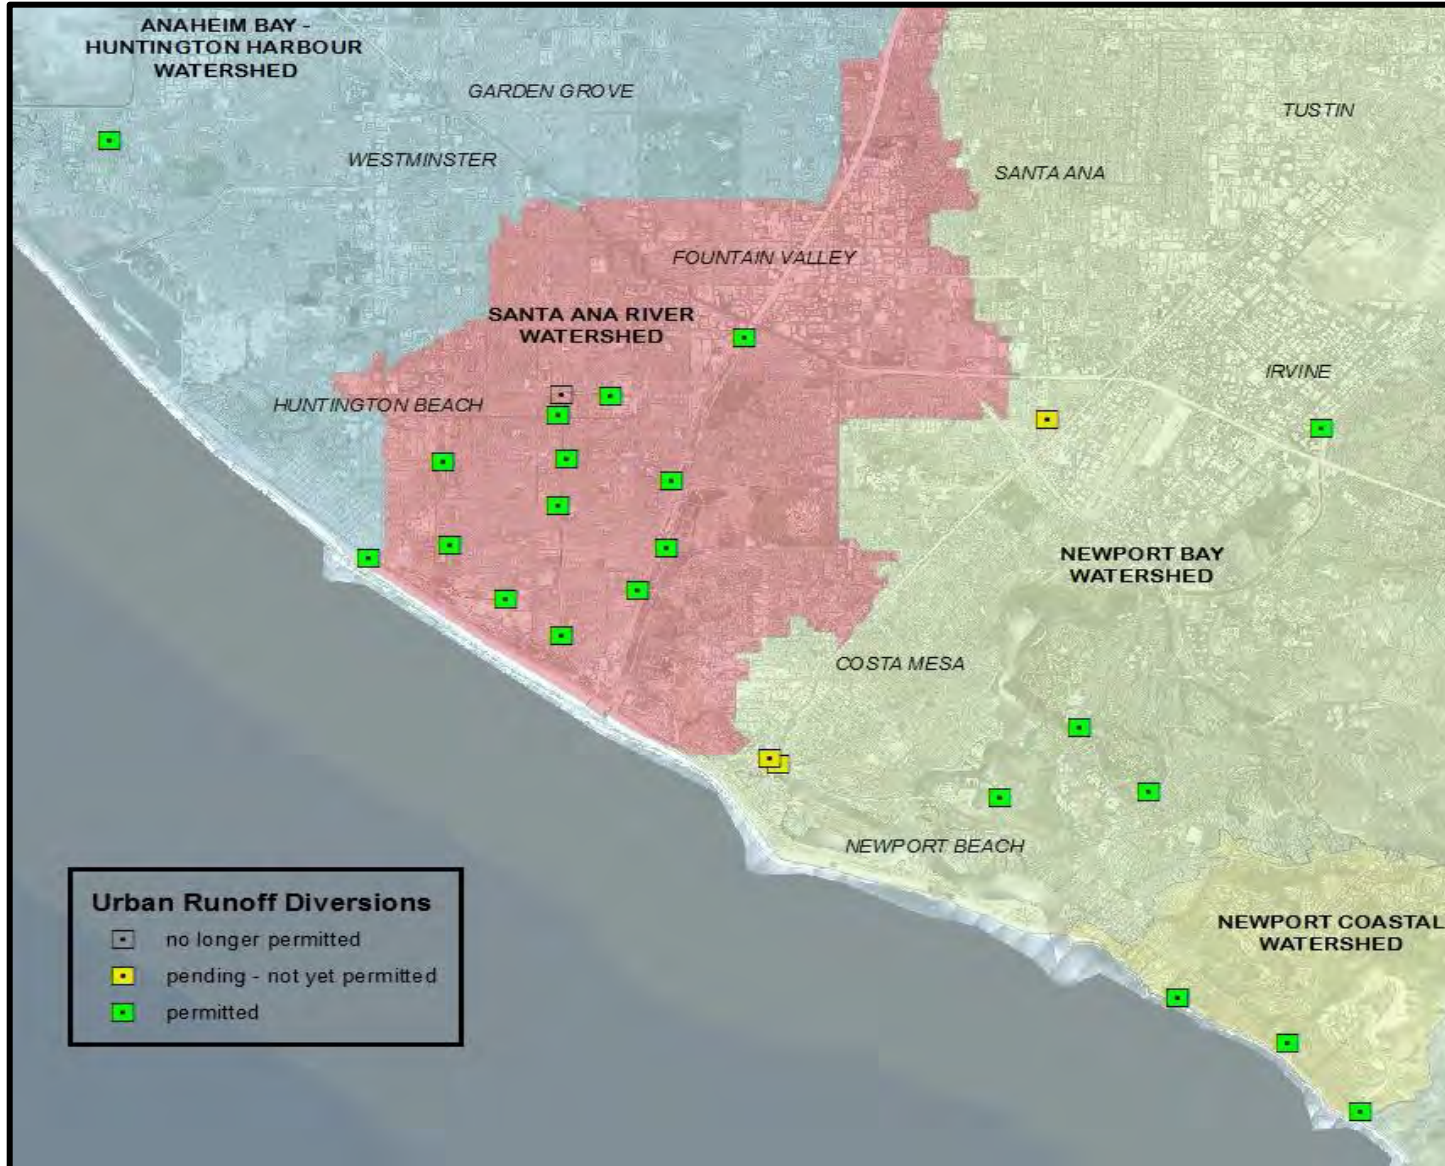 ANAHEIM BAY -
HUNTINGTON HARBOUR
WATERSHED
GARDEN GROVE
TUSTIN
WESTMINSTER
SANTA ANA
FOUNTAIN VALLEY
SANTA ANA RIVER
WATERSHED
IRVINE
HUNTINGTON BEACH
NEWPORT BAY
WATERSHED
COSTA MESA
NEWPORT BEACH
NEWPORT COASTAL
WATERSHED
Urban Runoff Diversions
no longer permitted
pending - not yet permitted
permitted